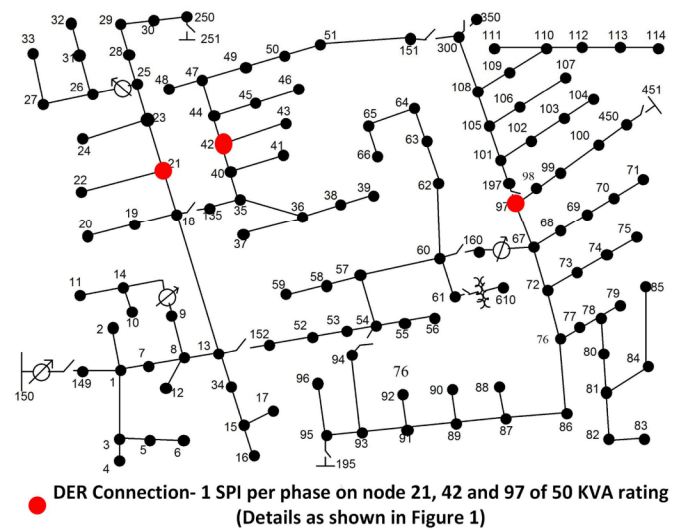 32 29 250 350
33 30 251 51 151 300 111 110 112 113 114
28 49 50
31 25 48 47 46 109 107 451
27 26 23 44 45 43 65 64 108 106 104 450
24 42 41 66 63 105 103 100
22 21 40 39 62 101 102 99 71
20 19 18 135 35 36 38 197 98 70
37 97 68 69 75
60 160 67 74
11 14 59 58 57 61 610 72 73 79 85
2 10 9 152 52 53 54 55 56 77 78
150 149 1 7 8 13 94 76 80 84
12 34 96 76 90 88 81
17 92
3 5 6 15 95 93 91 89 87 86 82 83
4 16 195
DER Connection- 1 SPI per phase on node 21, 42 and 97 of 50 KVA rating
(Details as shown in Figure 1)